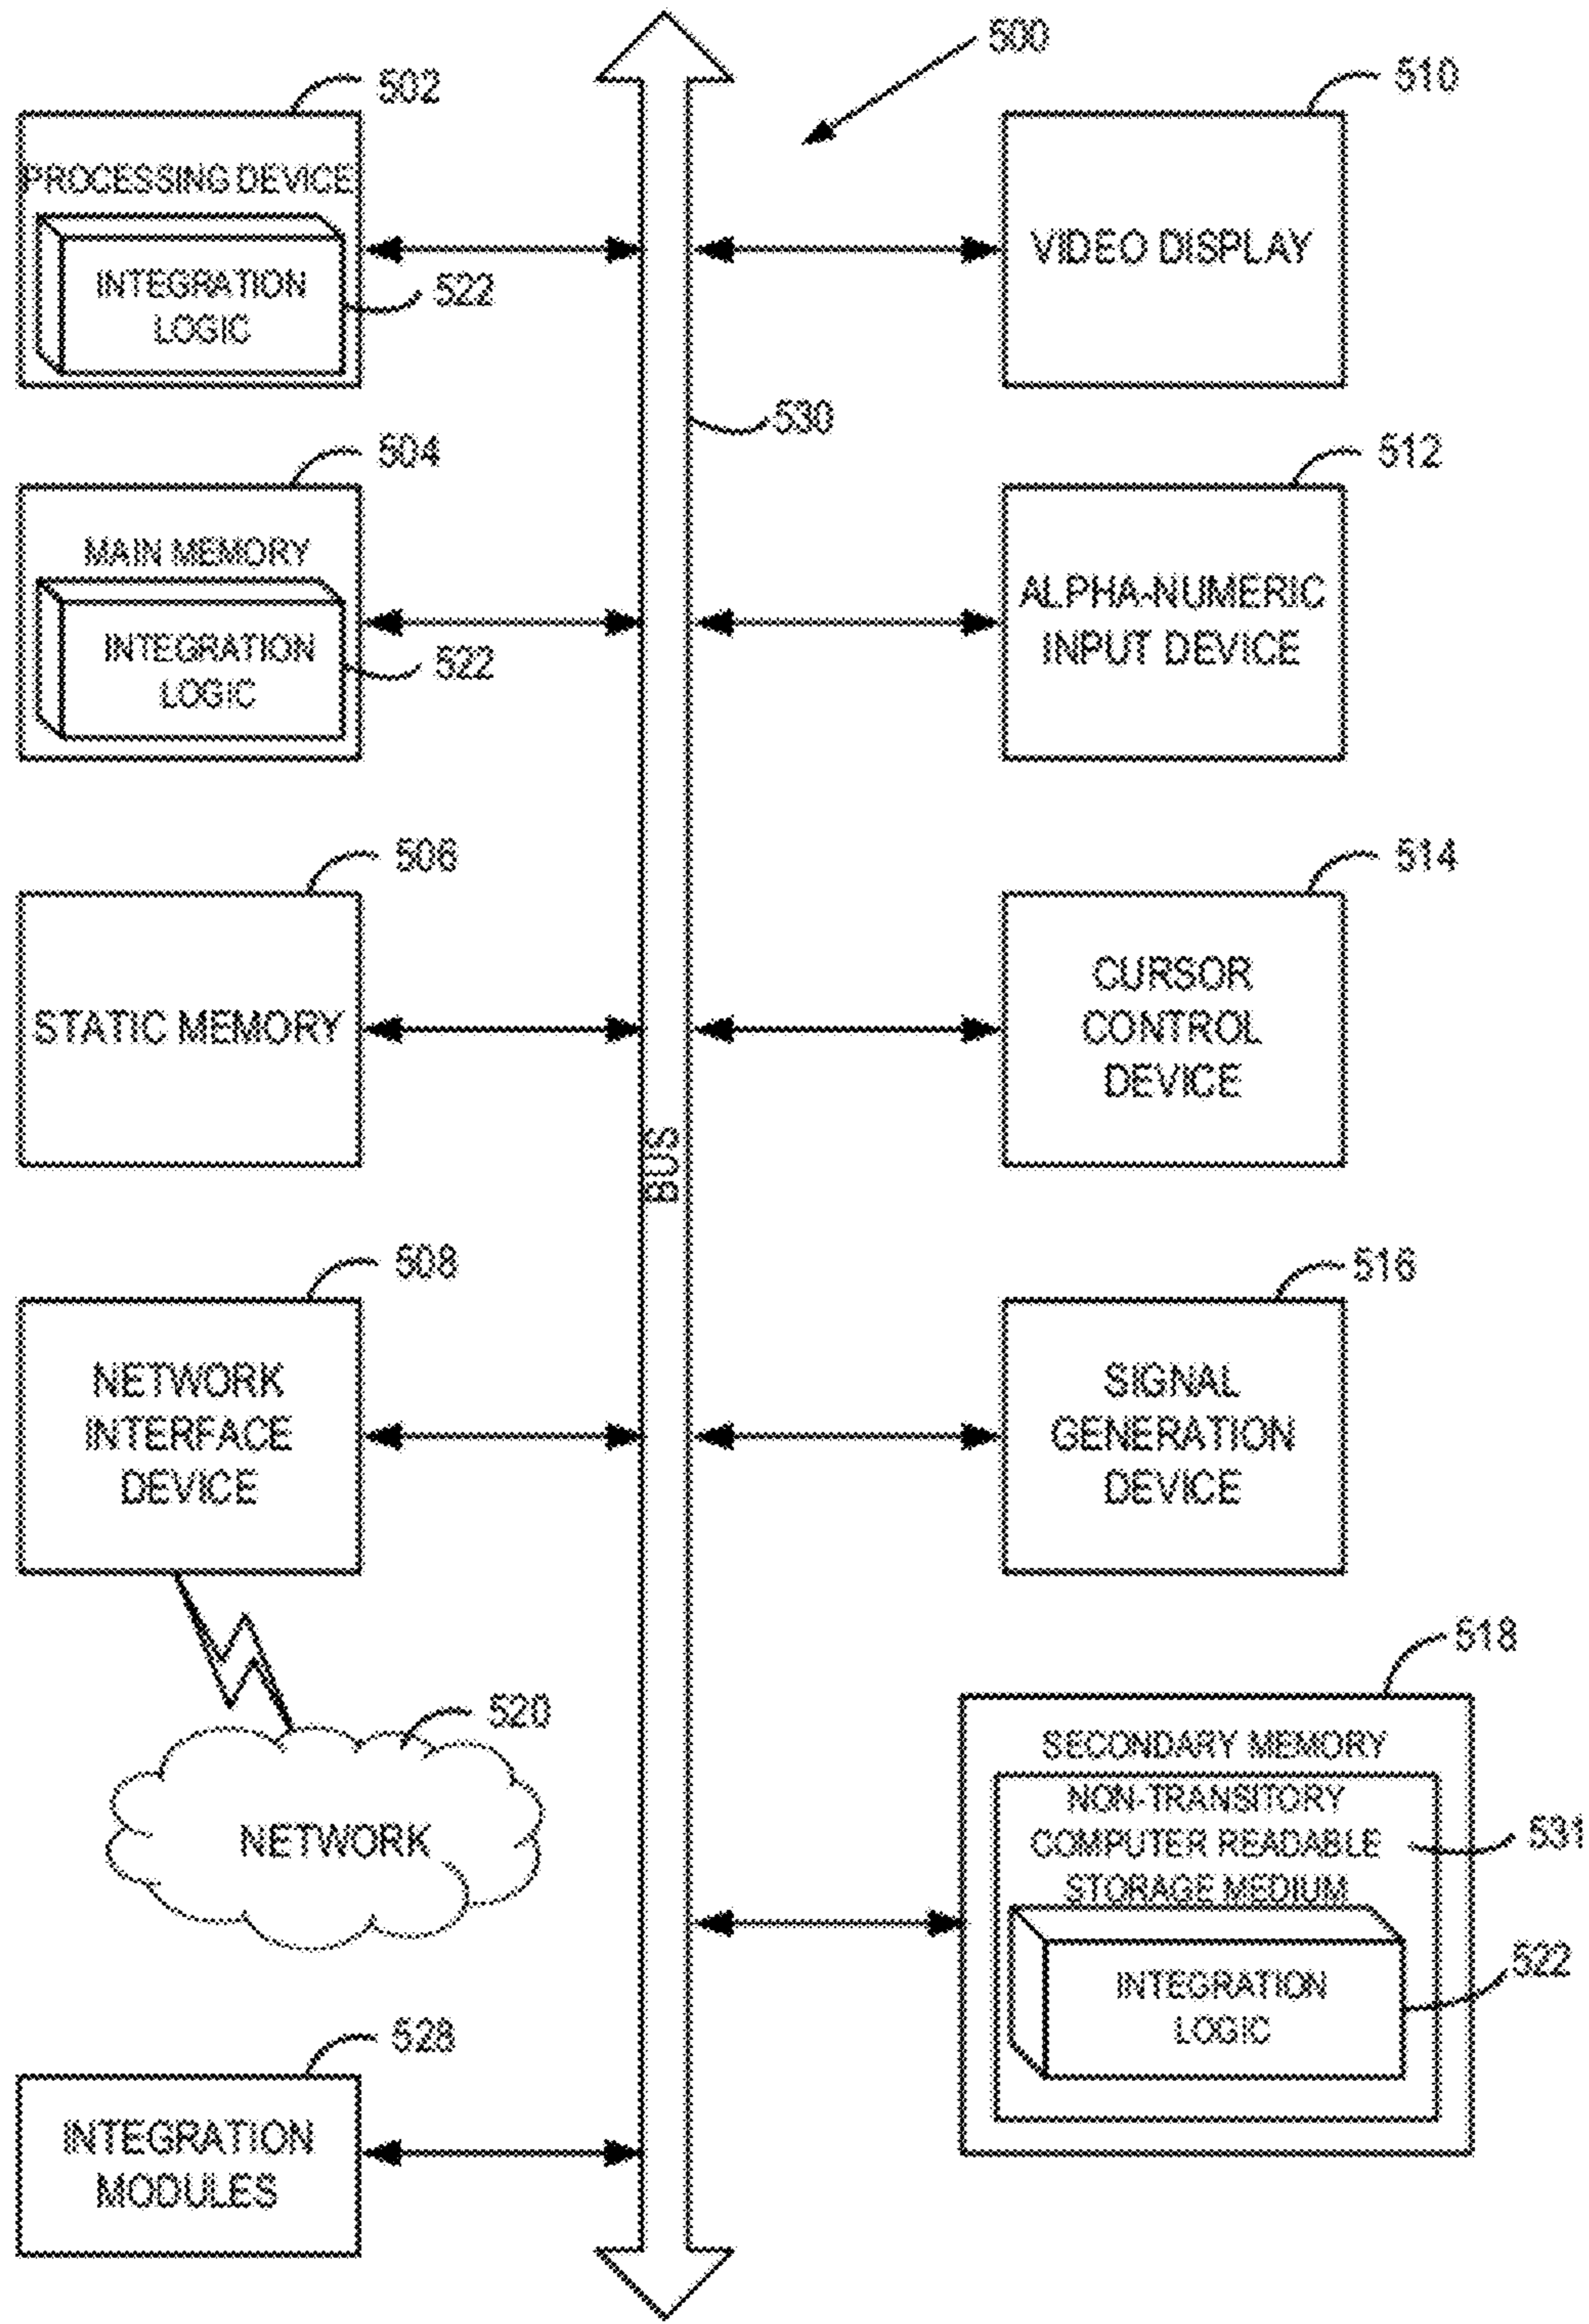 500
502
510
PROCESSING DEVICE
INTEGRATION
LOGIC
522
VIDEO DISPLAY
530
504
512
MAIN MEMORY
INTEGRATION
LOGIC
522
ALPHA-NUMERIC
INPUT DEVICE
506
514
STATIC MEMORY
CURSOR
CONTROL
DEVICE
BUS
508
516
NETWORK
INTERFACE
DEVICE
SIGNAL
GENERATION
DEVICE
518
520
NETWORK
SECONDARY MEMORY
NON-TRANSITORY
COMPUTER READABLE
STORAGE MEDIUM
531
INTEGRATION
LOGIC
522
528
INTEGRATION
MODULES